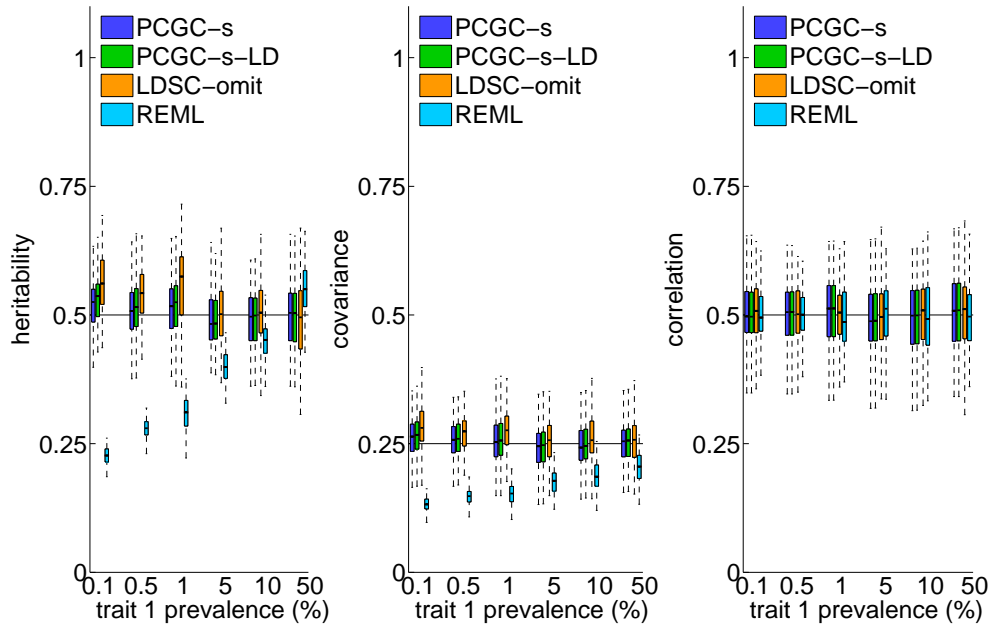 PCGC−s
PCGC−s−LD
LDSC−omit
REML
1
0.75
0.5
0.25
0
heritability
0.1 0.5 1 5 10 50
trait 1 prevalence (%)
PCGC−s
PCGC−s−LD
LDSC−omit
REML
1
0.75
0.5
0.25
0
covariance
0.1 0.5 1 5 10 50
trait 1 prevalence (%)
PCGC−s
PCGC−s−LD
LDSC−omit
REML
1
0.75
0.5
0.25
0
correlation
0.1 0.5 1 5 10 50
trait 1 prevalence (%)